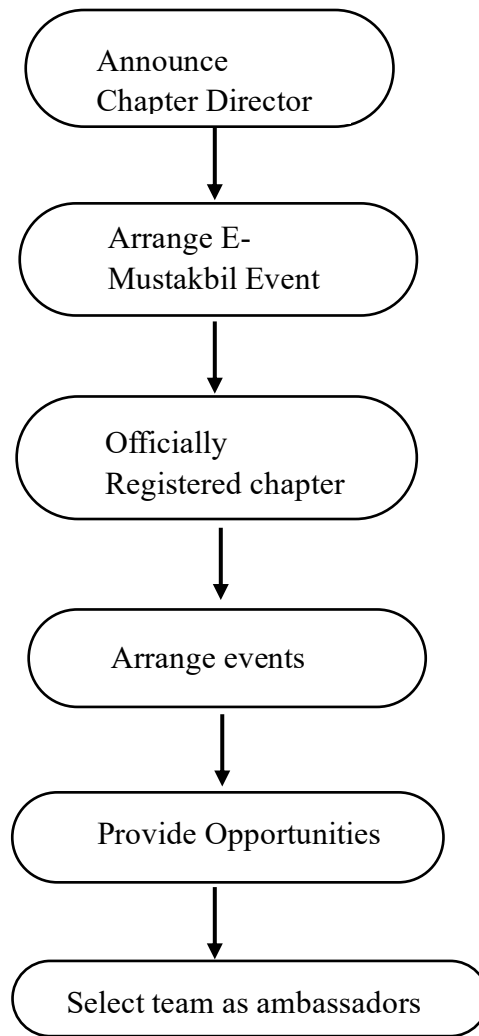 Announce
Chapter Director
Arrange E-
Mustakbil Event
Officially
Registered chapter
Arrange events
Provide Opportunities
Select team as ambassadors